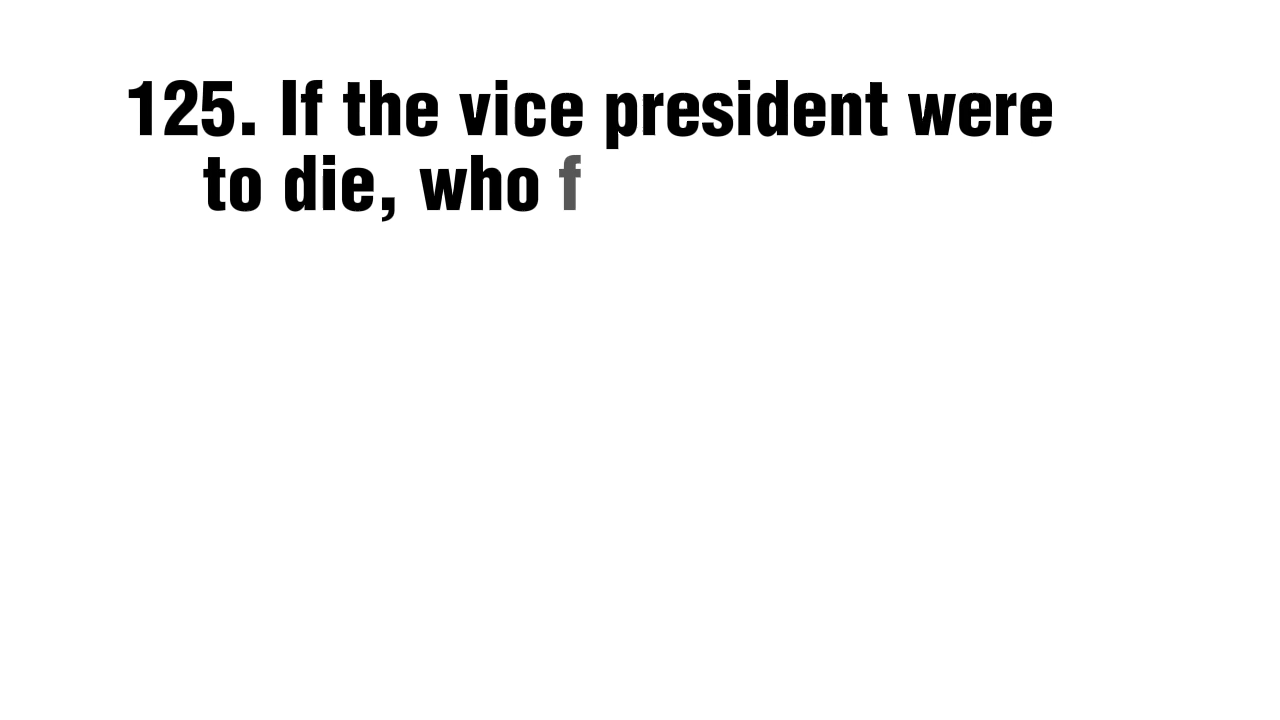 125. If the vice president were
to die, who f